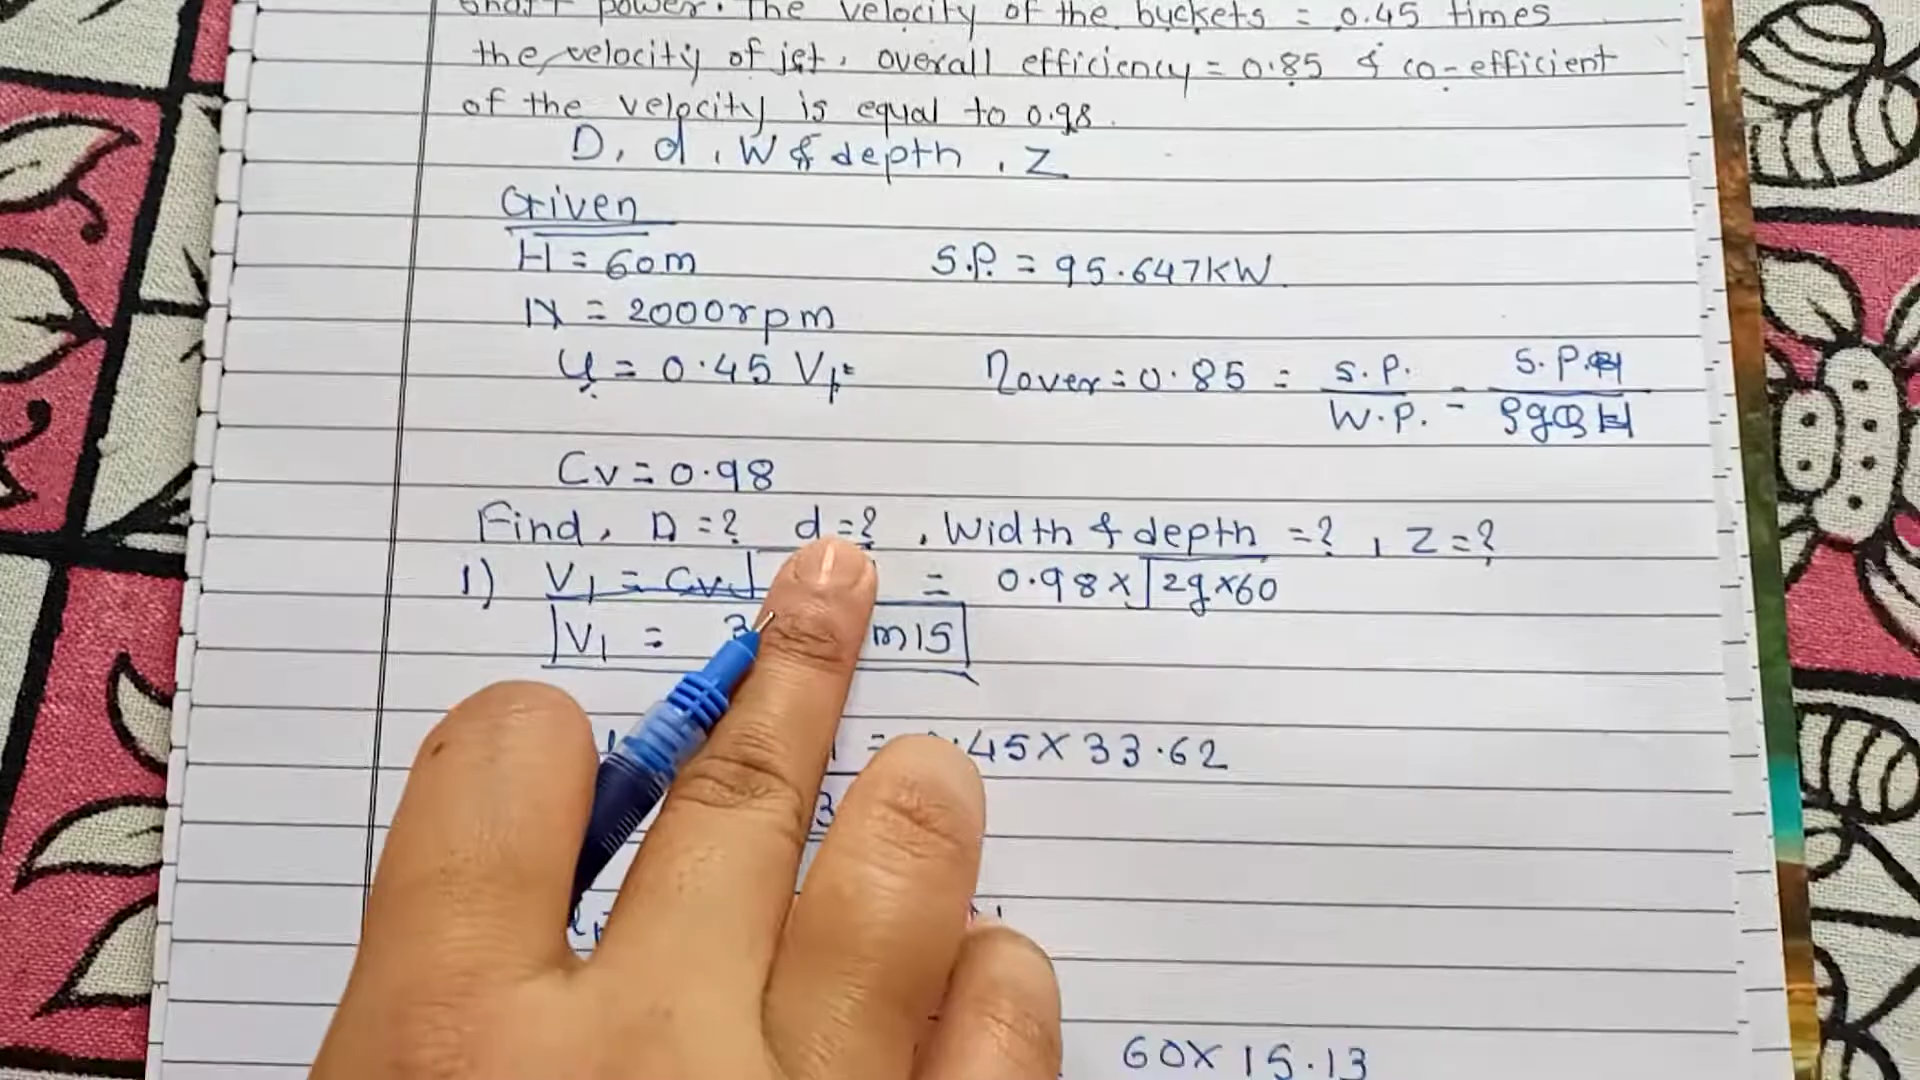 Shaft power. The velocity of the buckets = 0.45 times
the velocity of jet, overall efficiency = 0.85 & co-efficient
of the velocity is equal to 0.98.
D, d, W & depth, Z
Given
H = 60m S.P. = 95.647KW
N = 2000rpm
u = 0.45 V1 ηover = 0.85 = S.P. / W.P. = S.P. / ρgQH
Cv = 0.98
Find, D = ? d = ?, Width & depth = ?, Z = ?
1) V1 = Cv√ = 0.98 × √2g×60
V1 = 3 m/s
= .45 × 33.62
3
60 × 15.13